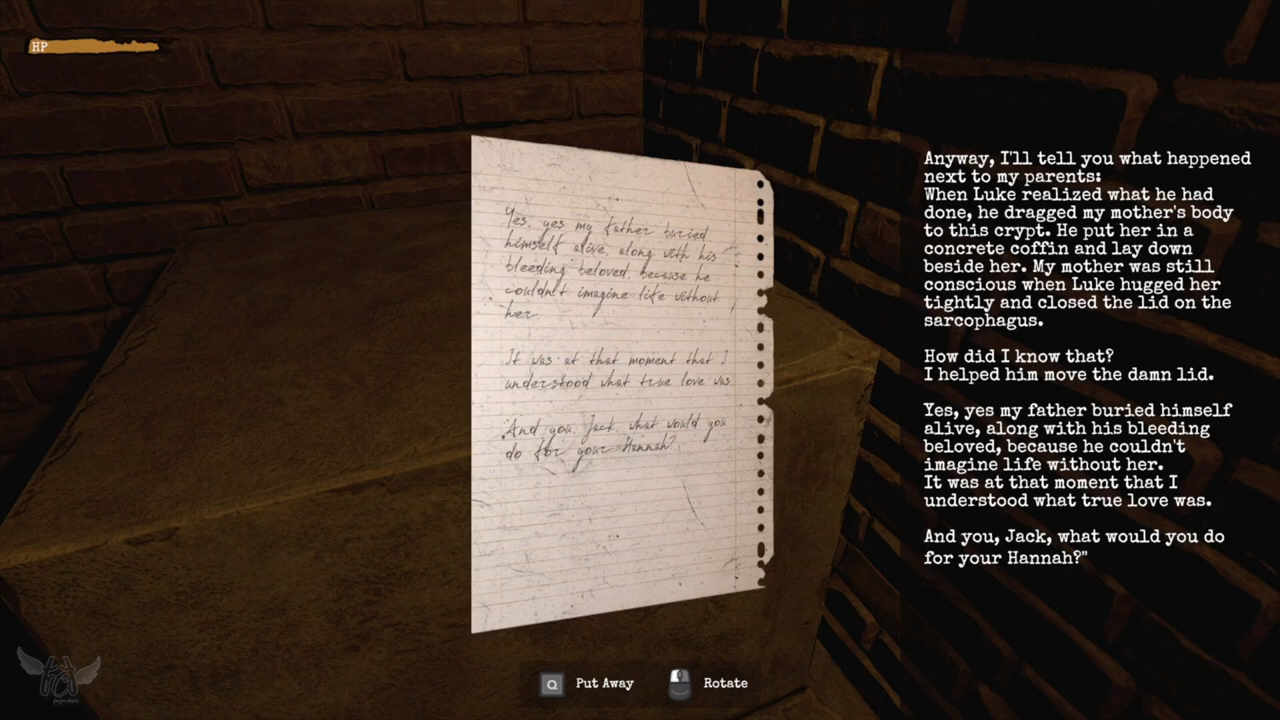 HP
Yes, yes my father buried
himself alive, along with his
bleeding beloved, because he
couldn't imagine life without
her.
It was at that moment that I
understood what true love was.
And you, Jack, what would you
do for your Hannah?"
Anyway, I'll tell you what happened
next to my parents:
When Luke realized what he had
done, he dragged my mother's body
to this crypt. He put her in a
concrete coffin and lay down
beside her. My mother was still
conscious when Luke hugged her
tightly and closed the lid on the
sarcophagus.
How did I know that?
I helped him move the damn lid.
Yes, yes my father buried himself
alive, along with his bleeding
beloved, because he couldn't
imagine life without her.
It was at that moment that I
understood what true love was.
And you, Jack, what would you do
for your Hannah?"
Q Put Away Rotate